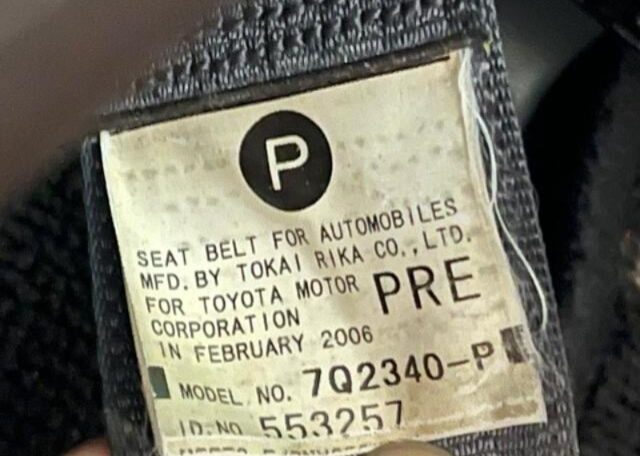 P
SEAT BELT FOR AUTOMOBILES
MFD. BY TOKAI RIKA CO., LTD.
FOR TOYOTA MOTOR PRE
CORPORATION
IN FEBRUARY 2006
MODEL NO. 7Q2340-P
ID.NO 553257